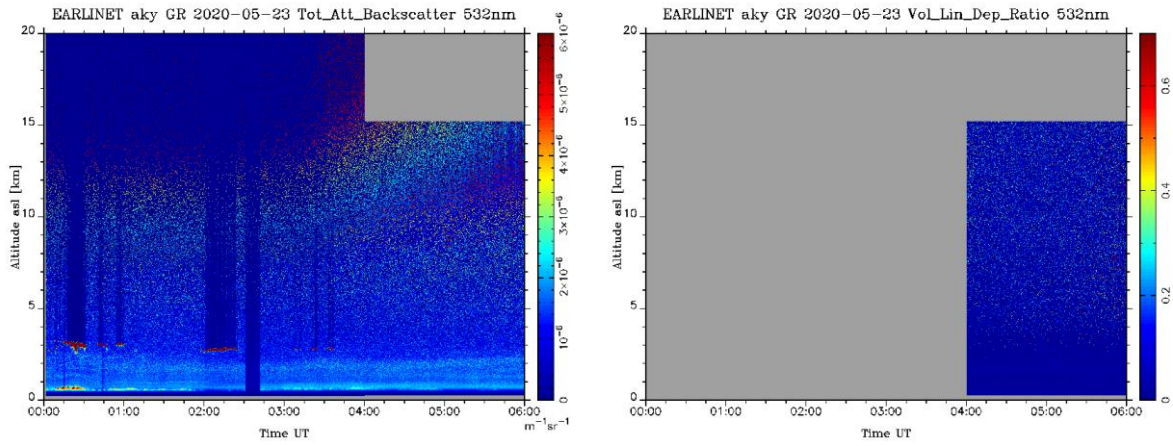 EARLINET aky GR 2020-05-23 Tot_Att_Backscatter 532nm
20
15
10
5
0
Altitude asl [km]
00:00 01:00 02:00 03:00 04:00 05:00 06:00
Time UT
6×10⁻⁶
5×10⁻⁶
4×10⁻⁶
3×10⁻⁶
2×10⁻⁶
10⁻⁶
0
m⁻¹sr⁻¹
EARLINET aky GR 2020-05-23 Vol_Lin_Dep_Ratio 532nm
20
15
10
5
0
Altitude asl [km]
00:00 01:00 02:00 03:00 04:00 05:00 06:00
Time UT
0.6
0.4
0.2
0